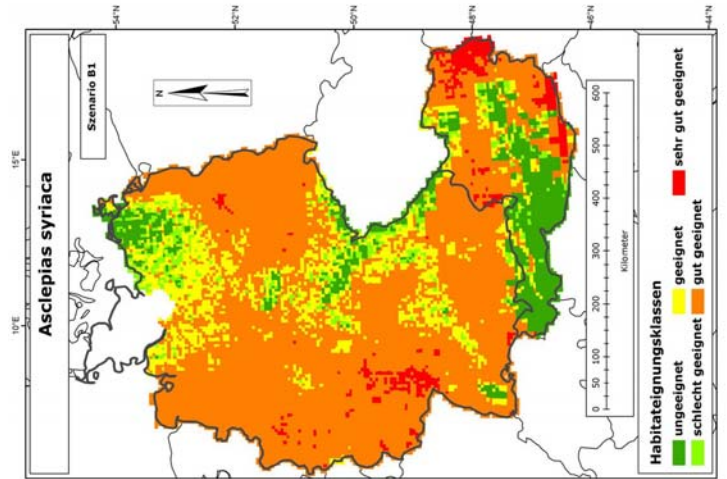 Asclepias syriaca
Szenario B1
N
10°E
15°E
54°N
52°N
50°N
48°N
46°N
44°N
0 50 100 200 300 400 500 600
Kilometer
Habitateignungsklassen
ungeeignet
schlecht geeignet
geeignet
gut geeignet
sehr gut geeignet